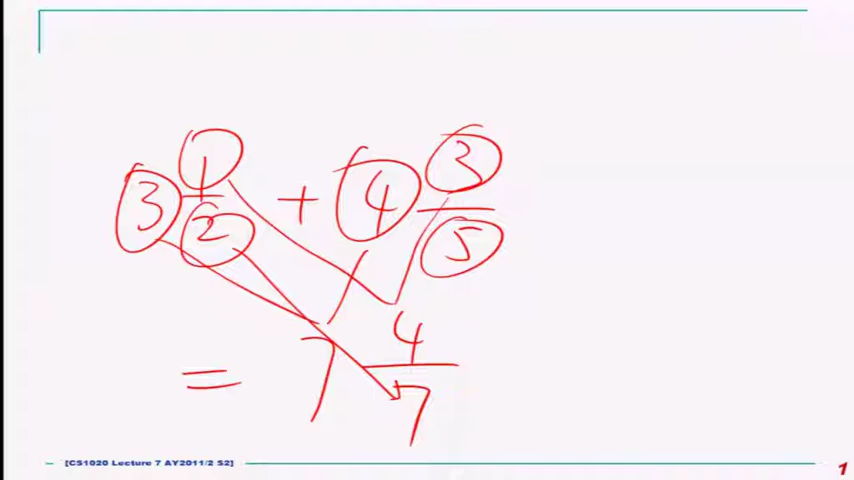 3 1/2 + 4 3/5
= 7 4/7
[CS1020 Lecture 7 AY2011/2 S2]
1